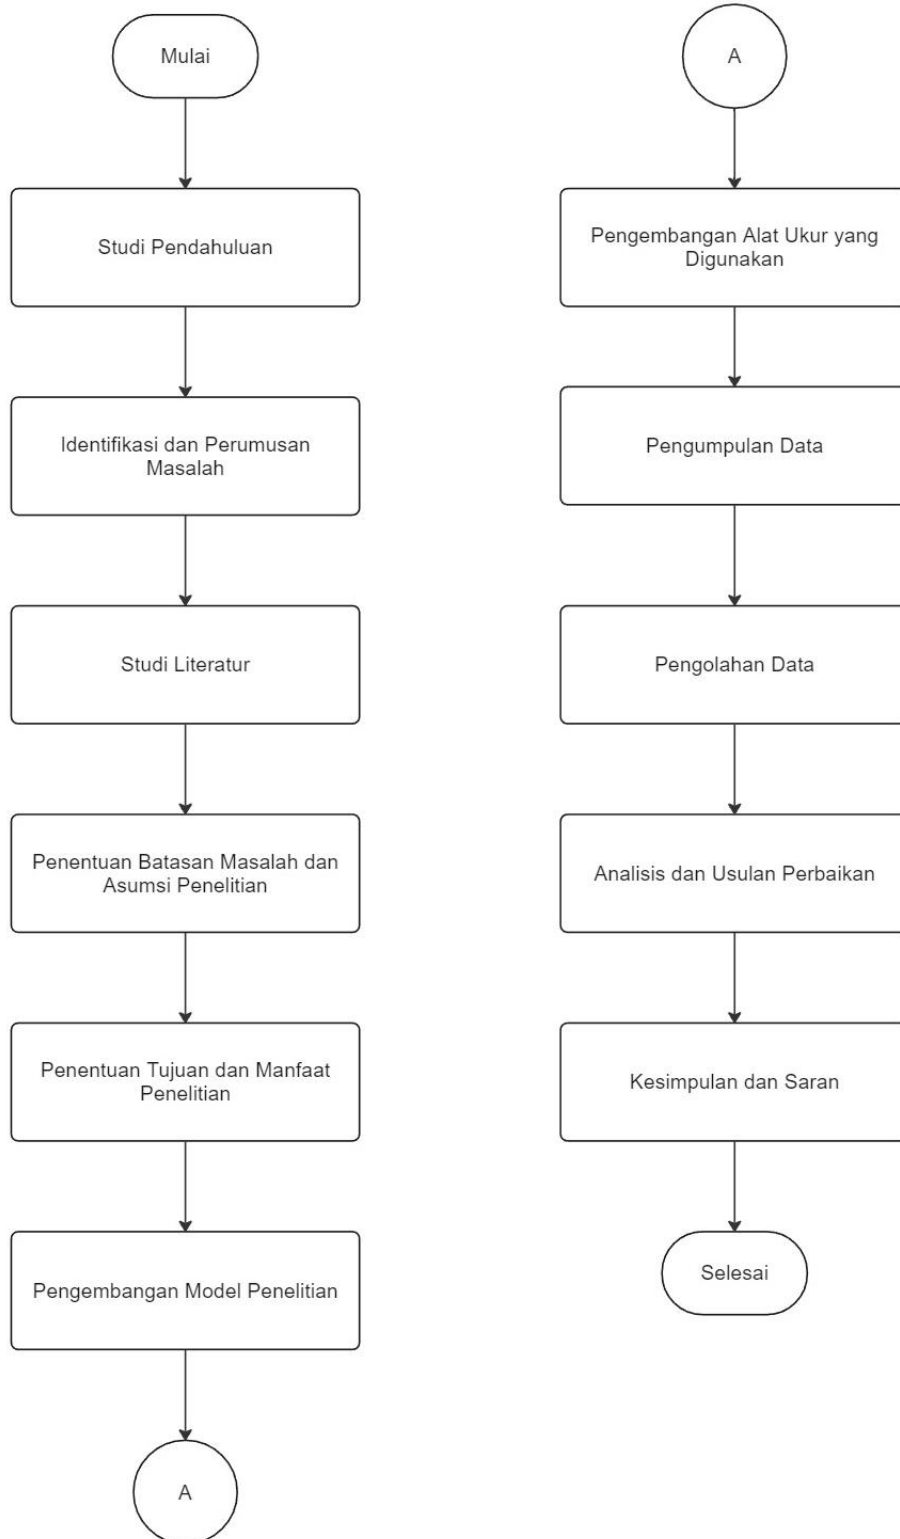 Mulai
Studi Pendahuluan
Identifikasi dan Perumusan
Masalah
Studi Literatur
Penentuan Batasan Masalah dan
Asumsi Penelitian
Penentuan Tujuan dan Manfaat
Penelitian
Pengembangan Model Penelitian
A
A
Pengembangan Alat Ukur yang
Digunakan
Pengumpulan Data
Pengolahan Data
Analisis dan Usulan Perbaikan
Kesimpulan dan Saran
Selesai